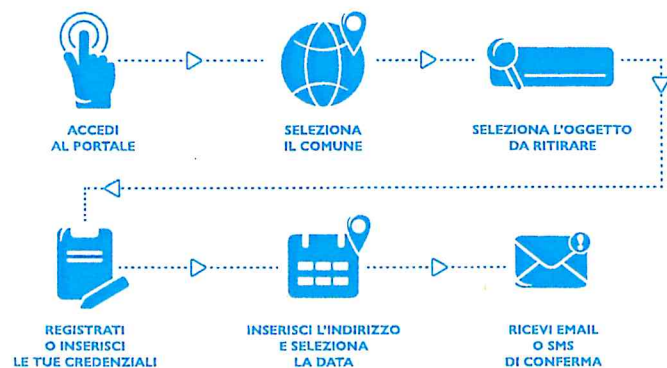 ACCEDI
AL PORTALE
SELEZIONA
IL COMUNE
SELEZIONA L'OGGETTO
DA RITIRARE
REGISTRATI
O INSERISCI
LE TUE CREDENZIALI
INSERISCI L'INDIRIZZO
E SELEZIONA
LA DATA
RICEVI EMAIL
O SMS
DI CONFERMA